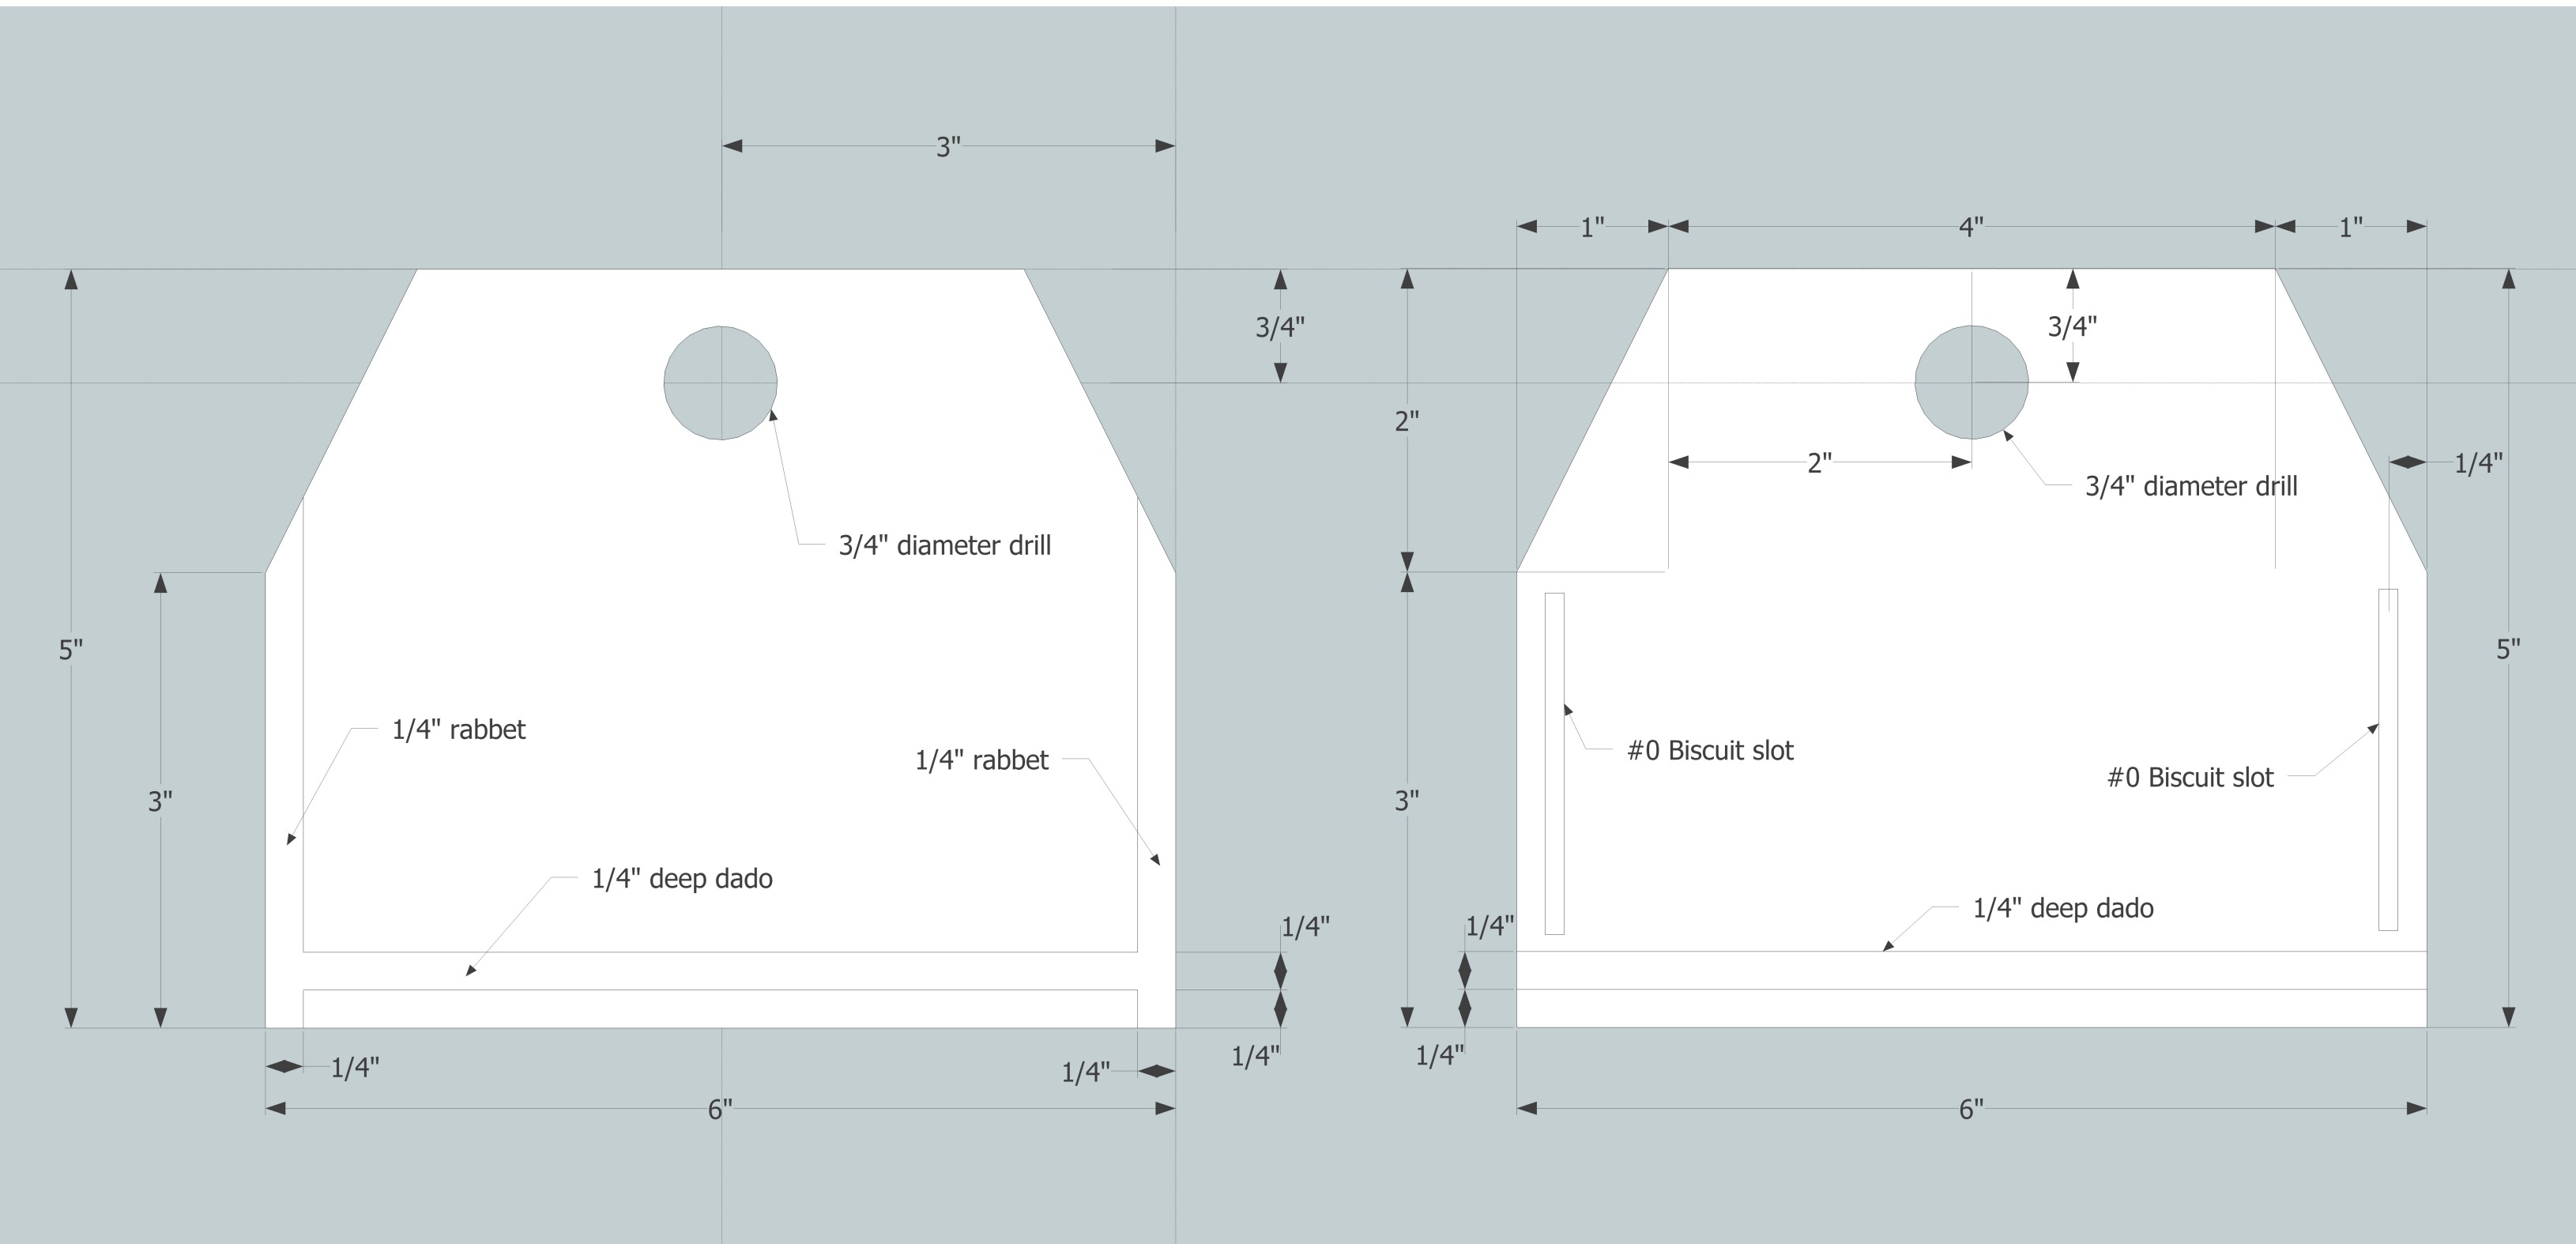 3"
1"
4"
1"
3/4"
3/4"
2"
2"
1/4"
3/4" diameter drill
3/4" diameter drill
5"
5"
1/4" rabbet
1/4" rabbet
#0 Biscuit slot
#0 Biscuit slot
3"
3"
1/4" deep dado
1/4" deep dado
1/4"
1/4"
1/4"
1/4"
1/4"
1/4"
6"
6"